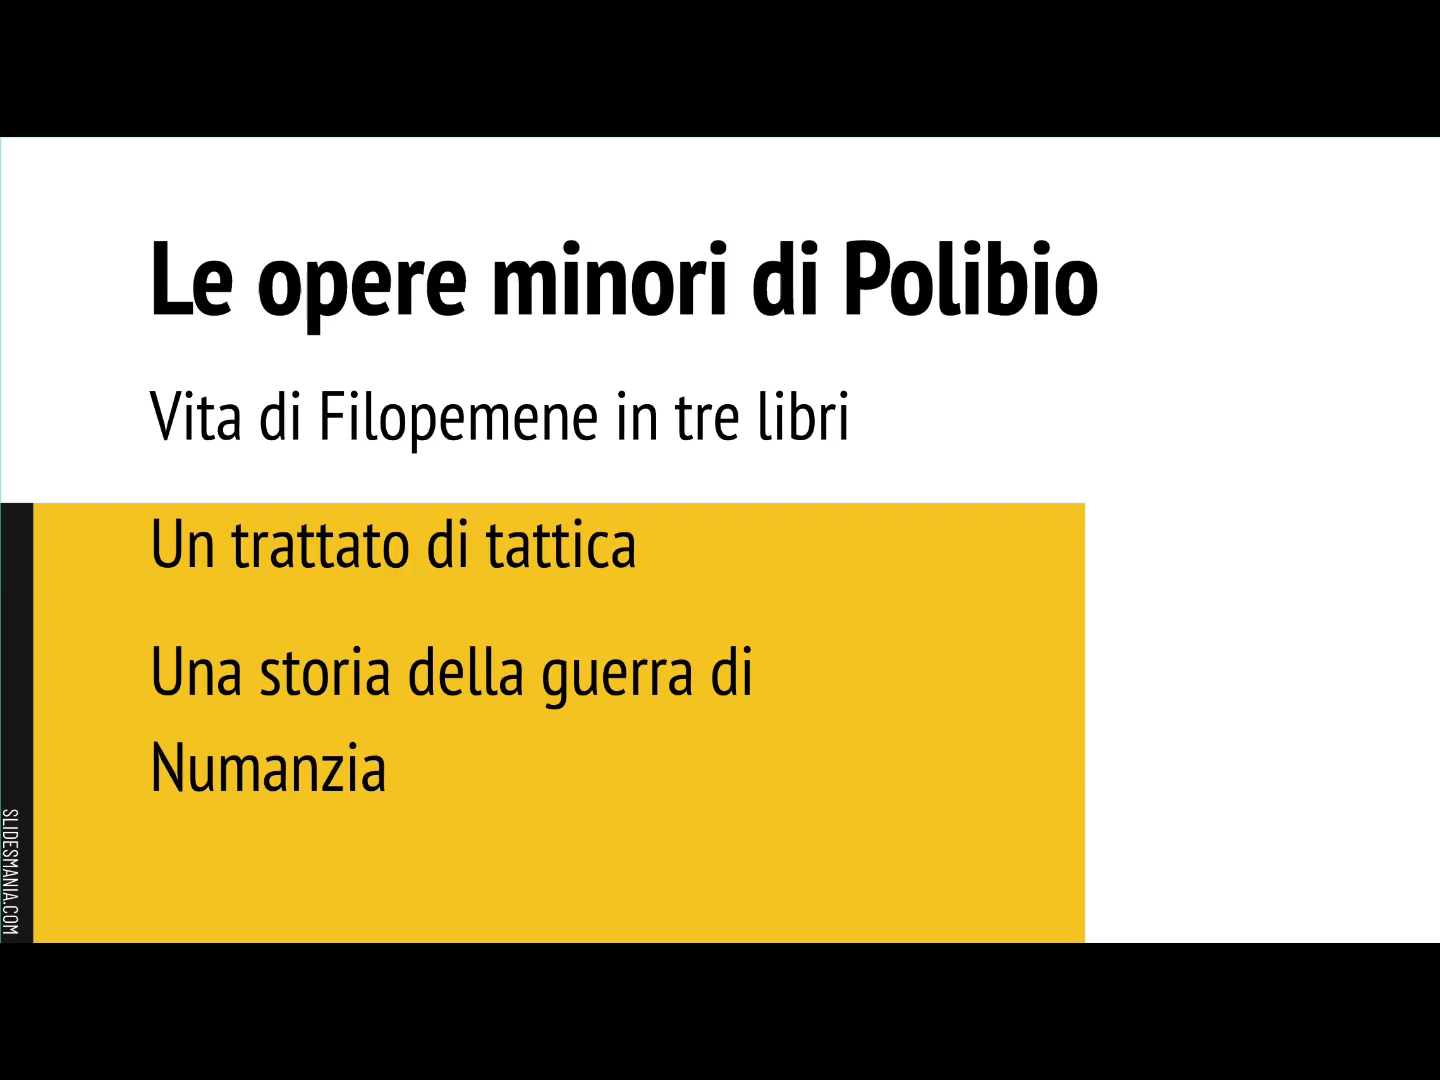 Le opere minori di Polibio
Vita di Filopemene in tre libri
Un trattato di tattica
Una storia della guerra di
Numanzia
SLIDESMANIA.COM